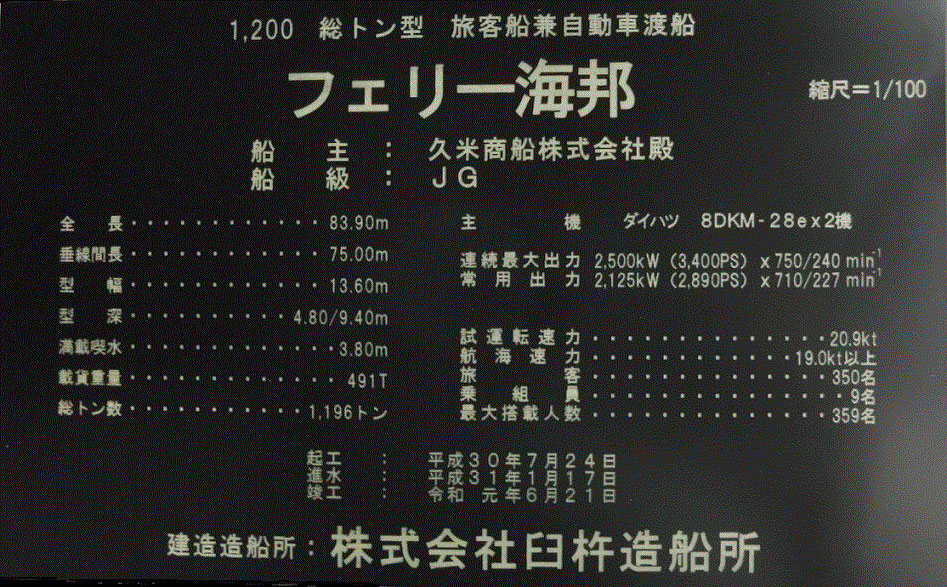 1,200 総トン型 旅客船兼自動車渡船
フェリー海邦
縮尺=1/100
船主 : 久米商船株式会社殿
船級 : JG
全長・・・・・・・・・・・・83.90m
垂線間長・・・・・・・・・・・・75.00m
型幅・・・・・・・・・・・・13.60m
型深・・・・・・・・・・4.80/9.40m
満載喫水・・・・・・・・・・・・・3.80m
載貨重量・・・・・・・・・・・・・491T
総トン数・・・・・・・・・・・1,196トン
主機 ダイハツ 8DKM-28e×2機
連続最大出力 2,500kW (3,400PS) x 750/240 min-1
常用出力 2,125kW (2,890PS) x 710/227 min-1
試運転速力・・・・・・・・・・・・20.9kt
航海速力・・・・・・・・・・19.0kt以上
旅客・・・・・・・・・・・・350名
乗組員・・・・・・・・・・・・・9名
最大搭載人数・・・・・・・・・・・・359名
起工 : 平成30年7月24日
進水 : 平成31年1月17日
竣工 : 令和 元年6月21日
建造造船所 : 株式会社臼杵造船所